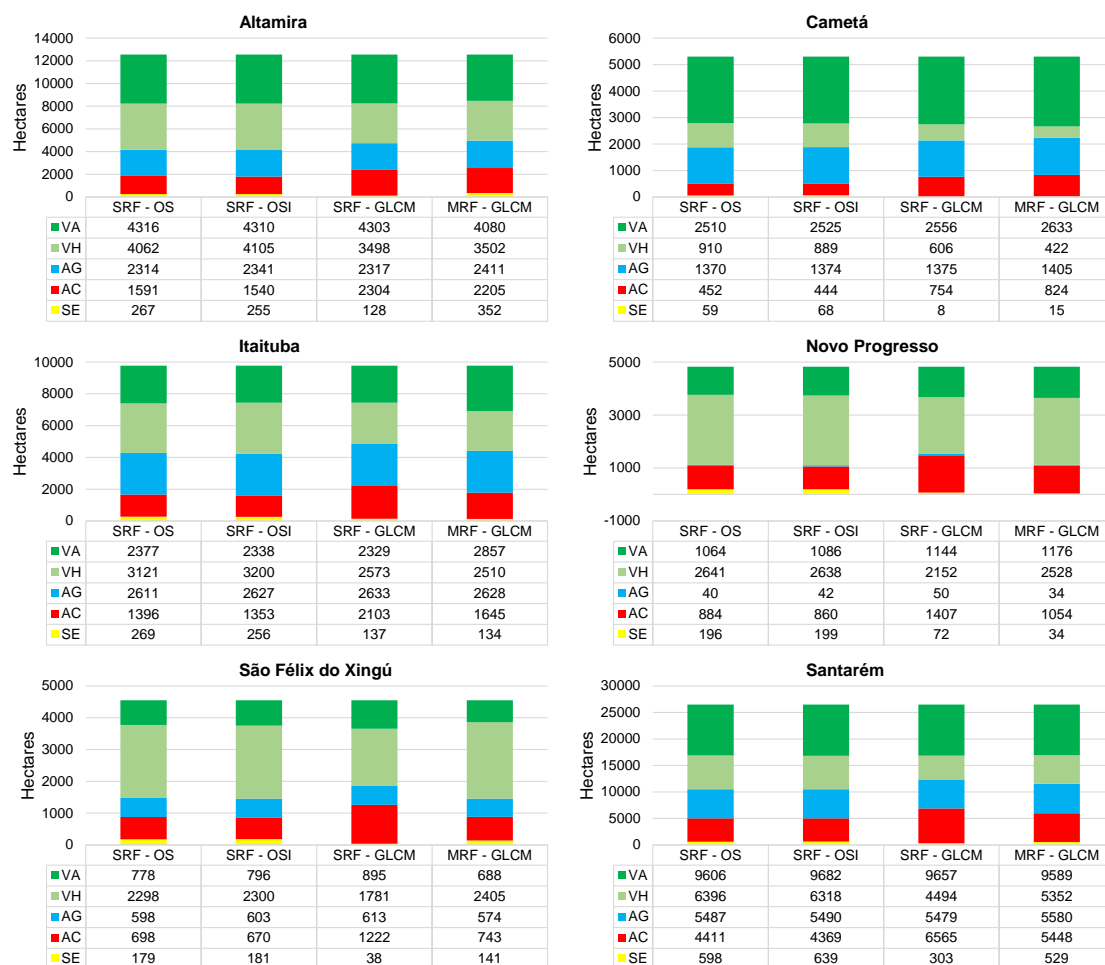 Altamira
14000
12000
10000
8000
6000
4000
2000
0
Hectares
SRF - OS SRF - OSI SRF - GLCM MRF - GLCM
VA 4316 4310 4303 4080
VH 4062 4105 3498 3502
AG 2314 2341 2317 2411
AC 1591 1540 2304 2205
SE 267 255 128 352
Cametá
6000
5000
4000
3000
2000
1000
0
Hectares
SRF - OS SRF - OSI SRF - GLCM MRF - GLCM
VA 2510 2525 2556 2633
VH 910 889 606 422
AG 1370 1374 1375 1405
AC 452 444 754 824
SE 59 68 8 15
Itaituba
10000
8000
6000
4000
2000
0
Hectares
SRF - OS SRF - OSI SRF - GLCM MRF - GLCM
VA 2377 2338 2329 2857
VH 3121 3200 2573 2510
AG 2611 2627 2633 2628
AC 1396 1353 2103 1645
SE 269 256 137 134
Novo Progresso
5000
3000
1000
-1000
Hectares
SRF - OS SRF - OSI SRF - GLCM MRF - GLCM
VA 1064 1086 1144 1176
VH 2641 2638 2152 2528
AG 40 42 50 34
AC 884 860 1407 1054
SE 196 199 72 34
São Félix do Xingú
5000
4000
3000
2000
1000
0
Hectares
SRF - OS SRF - OSI SRF - GLCM MRF - GLCM
VA 778 796 895 688
VH 2298 2300 1781 2405
AG 598 603 613 574
AC 698 670 1222 743
SE 179 181 38 141
Santarém
30000
25000
20000
15000
10000
5000
0
Hectares
SRF - OS SRF - OSI SRF - GLCM MRF - GLCM
VA 9606 9682 9657 9589
VH 6396 6318 4494 5352
AG 5487 5490 5479 5580
AC 4411 4369 6565 5448
SE 598 639 303 529